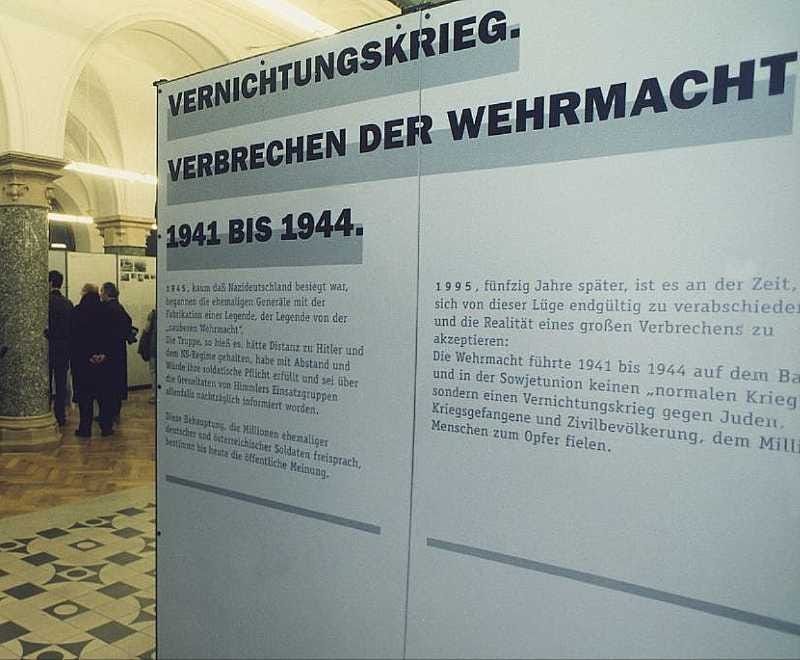 VERNICHTUNGSKRIEG.
VERBRECHEN DER WEHRMACHT
1941 BIS 1944.
1945, kaum daß Nazideutschland besiegt war,
begannen die ehemaligen Generäle mit der
Fabrikation einer Legende, der Legende von der
„sauberen Wehrmacht".
Die Truppe, so hieß es, hätte Distanz zu Hitler und
dem NS-Regime gehalten, habe mit Abstand und
Würde ihre soldatische Pflicht erfüllt und sei über
die Greueltaten von Himmlers Einsatzgruppen
allenfalls nachträglich informiert worden.
Diese Behauptung, die Millionen ehemaliger
deutscher und österreichischer Soldaten freisprach,
bestimmt bis heute die öffentliche Meinung.
1995, fünfzig Jahre später, ist es an der Zeit,
sich von dieser Lüge endgültig zu verabschieden
und die Realität eines großen Verbrechens zu
akzeptieren:
Die Wehrmacht führte 1941 bis 1944 auf dem Ba
und in der Sowjetunion keinen „normalen Krieg
sondern einen Vernichtungskrieg gegen Juden,
Kriegsgefangene und Zivilbevölkerung, dem Milli
Menschen zum Opfer fielen.